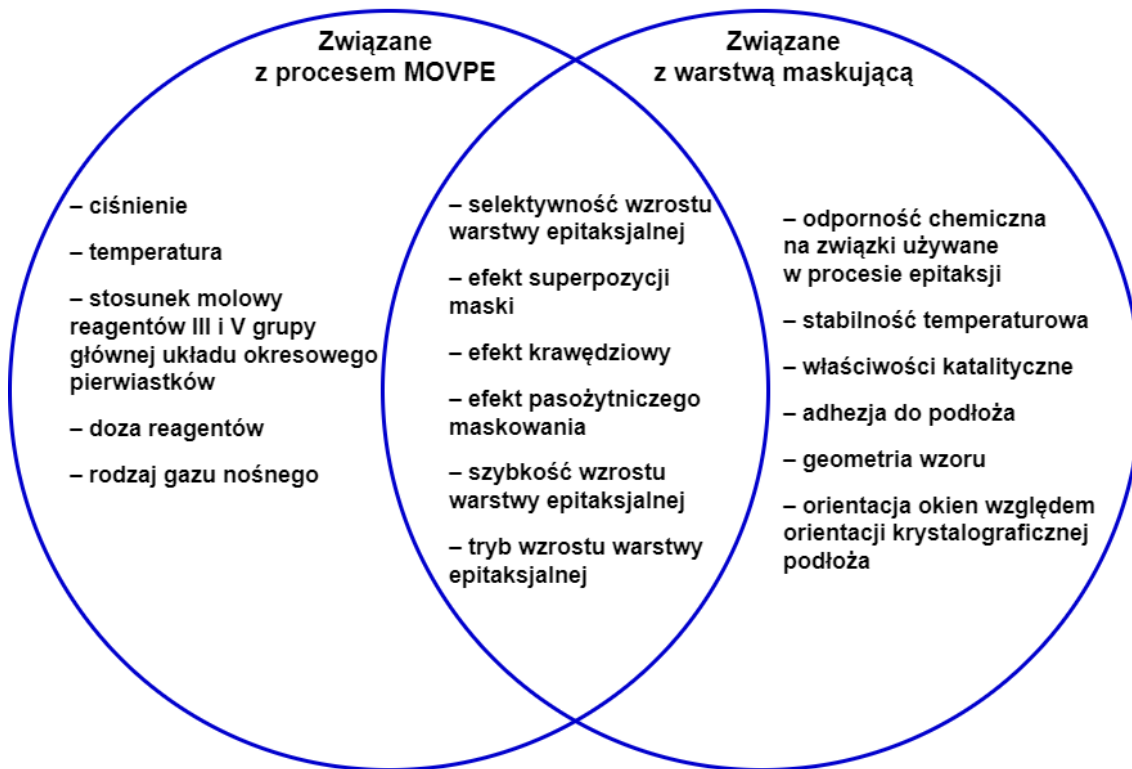 Związane
z procesem MOVPE
– ciśnienie
– temperatura
– stosunek molowy
reagentów III i V grupy
głównej układu okresowego
pierwiastków
– doza reagentów
– rodzaj gazu nośnego
– selektywność wzrostu
warstwy epitaksjalnej
– efekt superpozycji
maski
– efekt krawędziowy
– efekt pasożytniczego
maskowania
– szybkość wzrostu
warstwy epitaksjalnej
– tryb wzrostu warstwy
epitaksjalnej
Związane
z warstwą maskującą
– odporność chemiczna
na związki używane
w procesie epitaksji
– stabilność temperaturowa
– właściwości katalityczne
– adhezja do podłoża
– geometria wzoru
– orientacja okien względem
orientacji krystalograficznej
podłoża